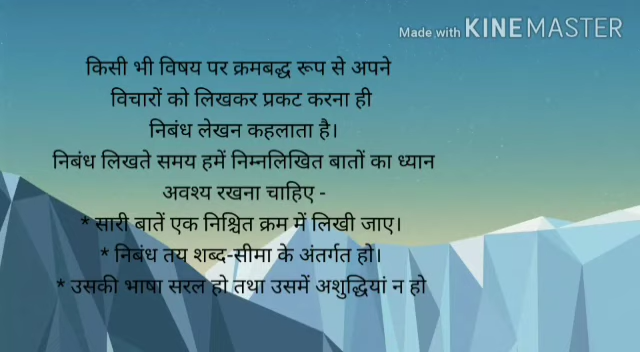 Made with KINEMASTER
किसी भी विषय पर क्रमबद्ध रूप से अपने
विचारों को लिखकर प्रकट करना ही
निबंध लेखन कहलाता है।
निबंध लिखते समय हमें निम्नलिखित बातों का ध्यान
अवश्य रखना चाहिए -
* सारी बातें एक निश्चित क्रम में लिखी जाए।
* निबंध तय शब्द-सीमा के अंतर्गत हो।
* उसकी भाषा सरल हो तथा उसमें अशुद्धियां न हो